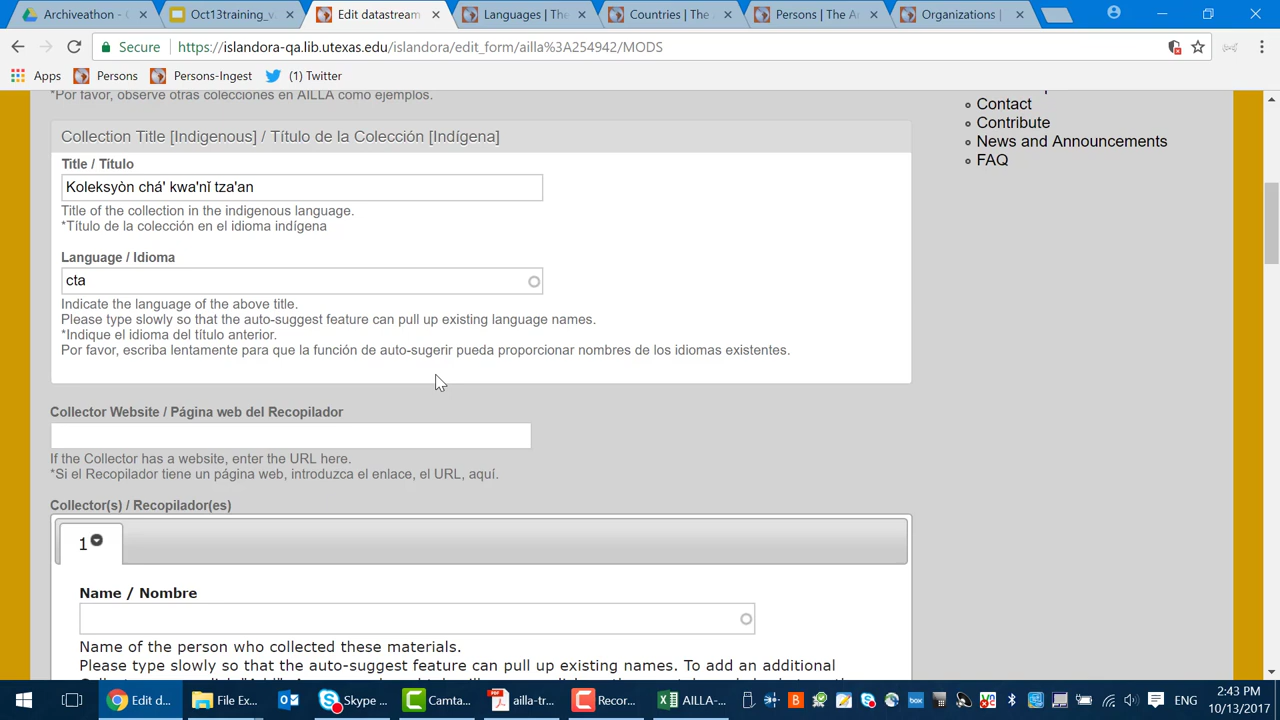 Archiveathon - G
Oct13training_v
Edit datastream
Languages | The
Countries | The
Persons | The A
Organizations |
Secure
https://islandora-qa.lib.utexas.edu/islandora/edit_form/ailla%3A254942/MODS
Apps
Persons
Persons-Ingest
(1) Twitter
*Por favor, observe otras colecciones en AILLA como ejemplos.
Contact
Contribute
News and Announcements
FAQ
Collection Title [Indigenous] / Título de la Colección [Indígena]
Title / Título
Koleksyòn chá' kwa'nǐ tza'an
Title of the collection in the indigenous language.
*Título de la colección en el idioma indígena
Language / Idioma
cta
Indicate the language of the above title.
Please type slowly so that the auto-suggest feature can pull up existing language names.
*Indique el idioma del título anterior.
Por favor, escriba lentamente para que la función de auto-sugerir pueda proporcionar nombres de los idiomas existentes.
Collector Website / Página web del Recopilador
If the Collector has a website, enter the URL here.
*Si el Recopilador tiene un página web, introduzca el enlace, el URL, aquí.
Collector(s) / Recopilador(es)
1
Name / Nombre
Name of the person who collected these materials.
Please type slowly so that the auto-suggest feature can pull up existing names. To add an additional
Edit d...
File Ex...
Skype ...
Camta...
ailla-tr...
Recor...
AILLA-...
ENG
2:43 PM
10/13/2017